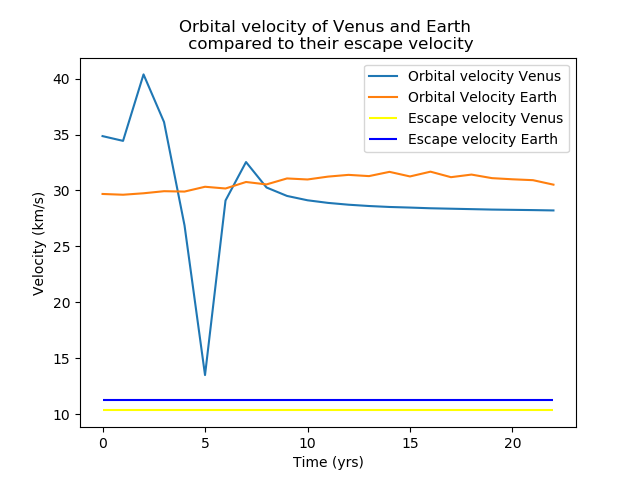 Orbital velocity of Venus and Earth
compared to their escape velocity
Orbital velocity Venus
Orbital Velocity Earth
Escape velocity Venus
Escape velocity Earth
Velocity (km/s)
40
35
30
25
20
15
10
0 5 10 15 20
Time (yrs)